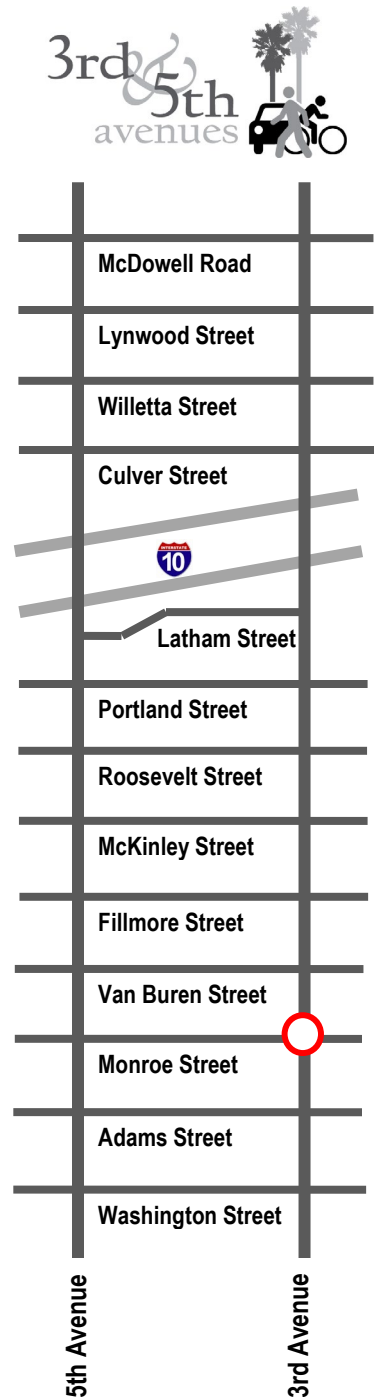 3rd & 5th
avenues
McDowell Road
Lynwood Street
Willetta Street
Culver Street
INTERSTATE
10
Latham Street
Portland Street
Roosevelt Street
McKinley Street
Fillmore Street
Van Buren Street
Monroe Street
Adams Street
Washington Street
5th Avenue
3rd Avenue